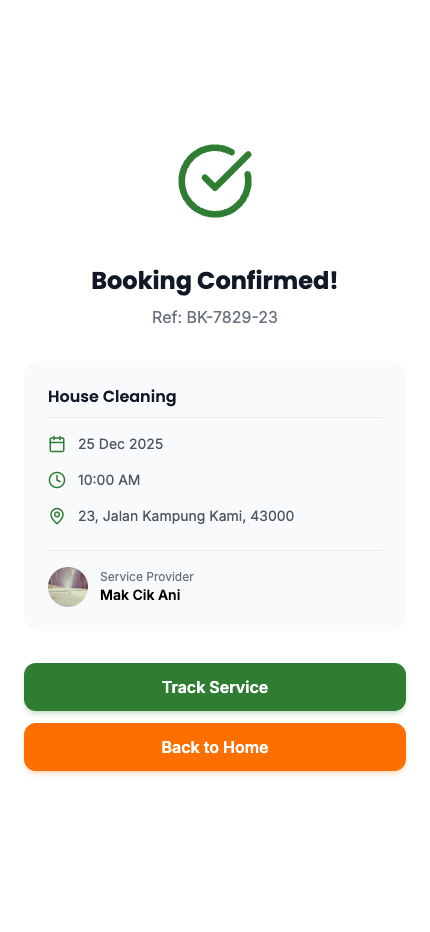 Booking Confirmed!
Ref: BK-7829-23
House Cleaning
25 Dec 2025
10:00 AM
23, Jalan Kampung Kami, 43000
Service Provider
Mak Cik Ani
Track Service
Back to Home